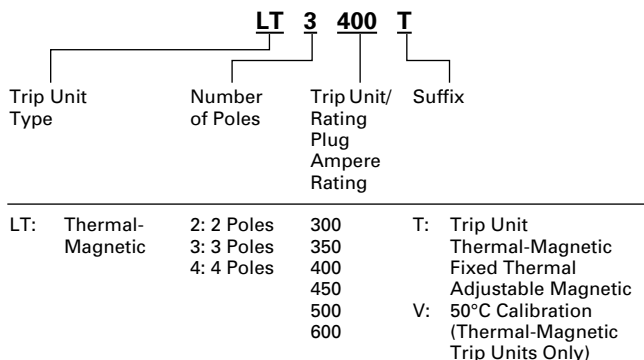 LT 3 400 T
Trip Unit Type
Number of Poles
Trip Unit/ Rating Plug Ampere Rating
Suffix
LT: Thermal-Magnetic
2: 2 Poles
3: 3 Poles
4: 4 Poles
300
350
400
450
500
600
T: Trip Unit
Thermal-Magnetic
Fixed Thermal
Adjustable Magnetic
V: 50°C Calibration
(Thermal-Magnetic
Trip Units Only)